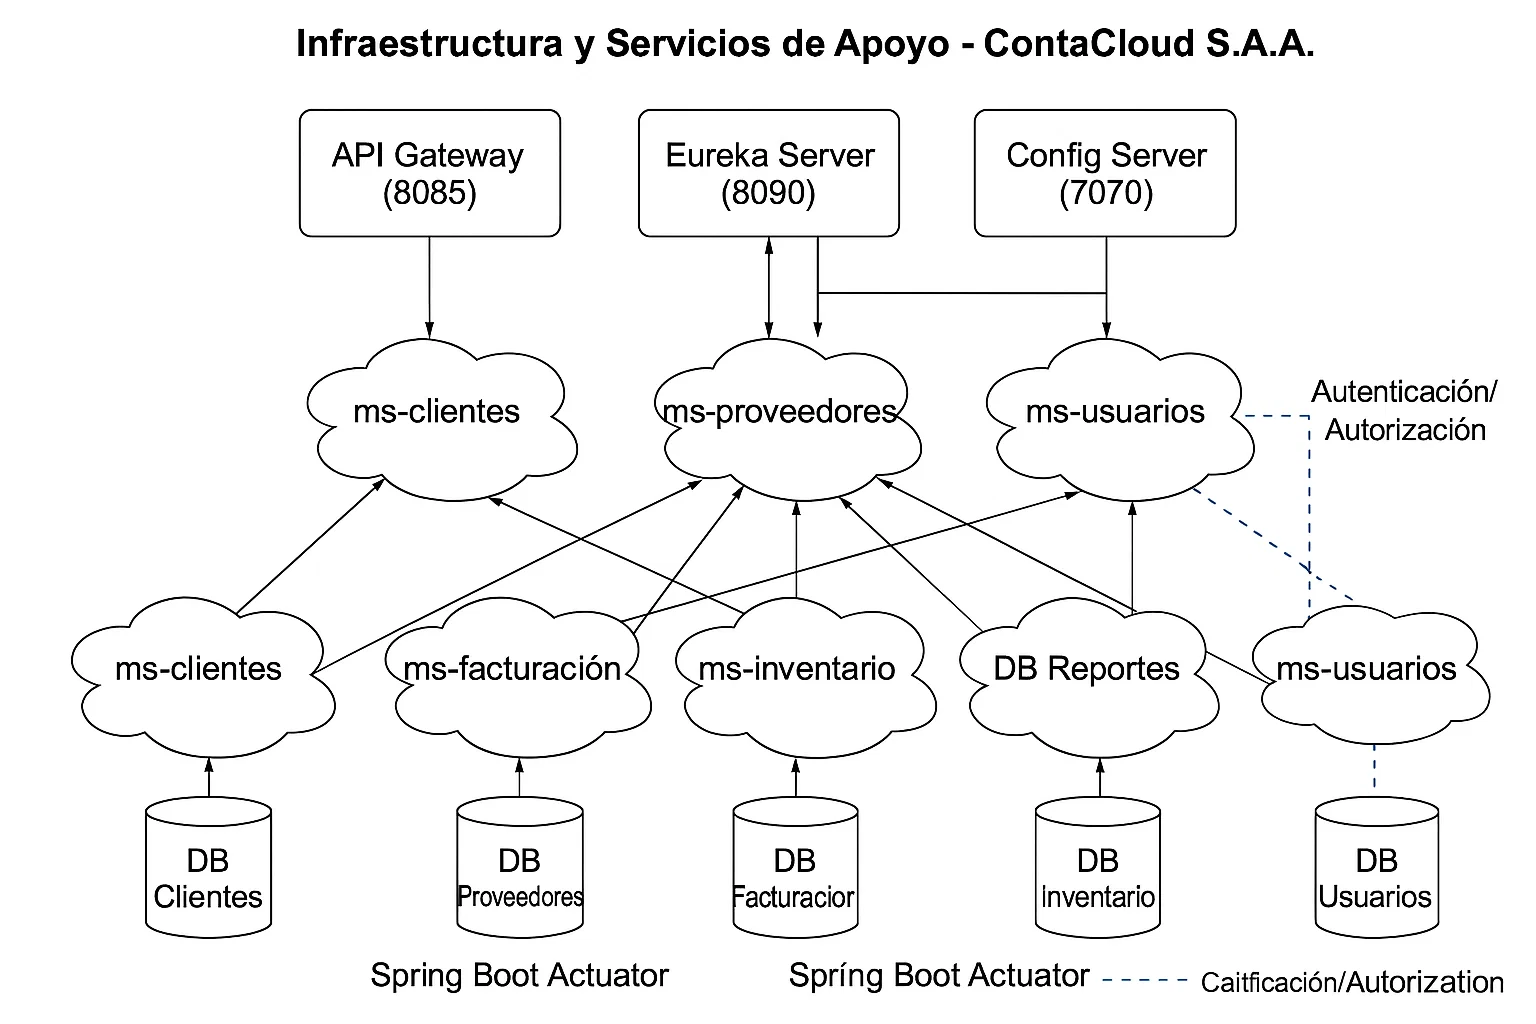 Infraestructura y Servicios de Apoyo - ContaCloud S.A.A.
API Gateway
(8085)
Eureka Server
(8090)
Config Server
(7070)
ms-clientes
ms-proveedores
ms-usuarios
Autenticación/
Autorización
ms-clientes
ms-facturación
ms-inventario
DB Reportes
ms-usuarios
DB
Clientes
DB
Proveedores
DB
Facturacior
DB
inventario
DB
Usuarios
Spring Boot Actuator
Spríng Boot Actuator
Caitficación/Autorization